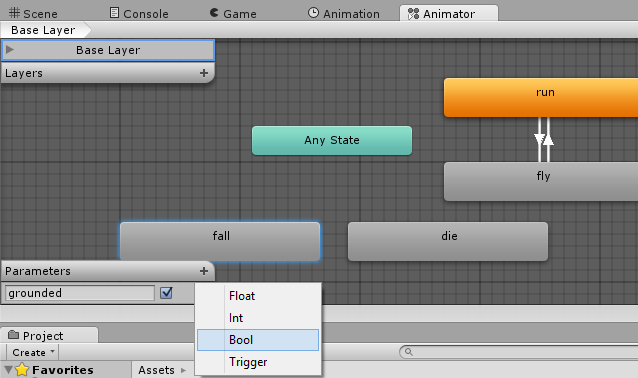 Scene Console Game Animation Animator
Base Layer
Base Layer
Layers +
run
Any State
fly
fall die
Parameters +
grounded
Float
Int
Bool
Trigger
Project
Create
Favorites Assets